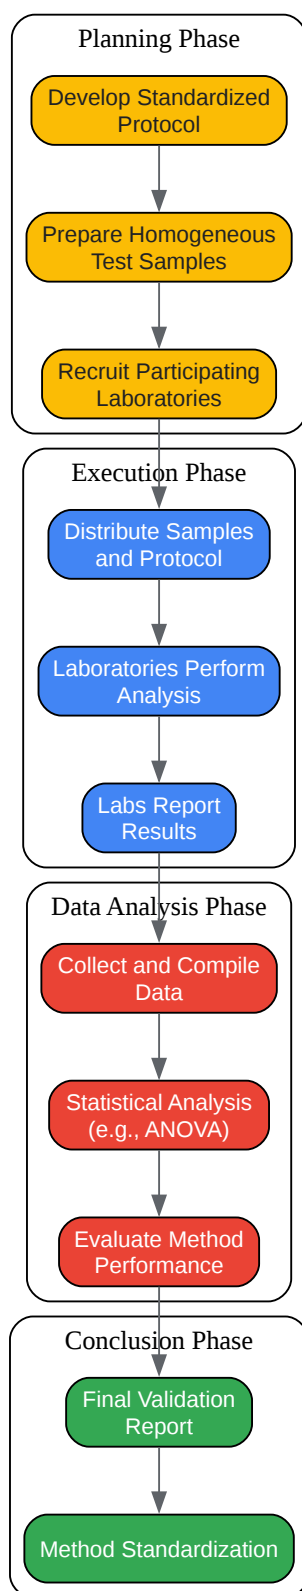 Planning Phase
Develop Standardized
Protocol
Prepare Homogeneous
Test Samples
Recruit Participating
Laboratories
Execution Phase
Distribute Samples
and Protocol
Laboratories Perform
Analysis
Labs Report
Results
Data Analysis Phase
Collect and Compile
Data
Statistical Analysis
(e.g., ANOVA)
Evaluate Method
Performance
Conclusion Phase
Final Validation
Report
Method Standardization